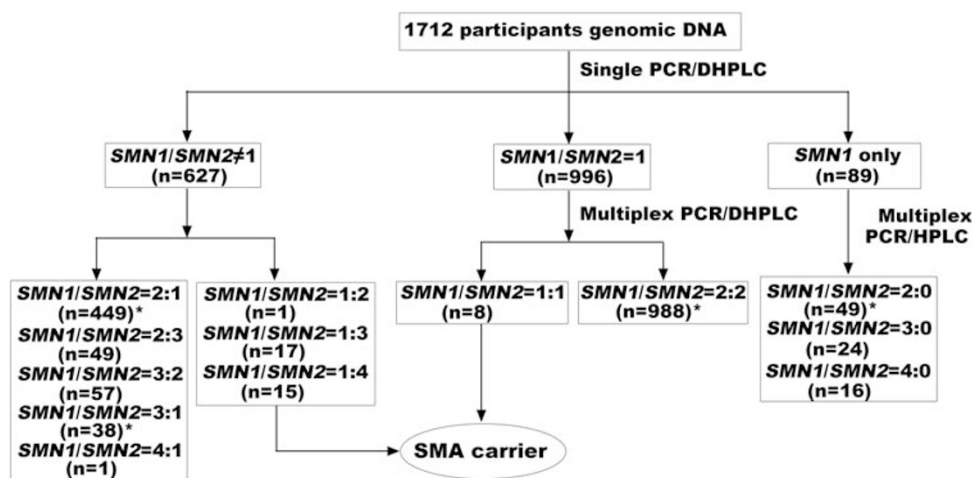 1712 participants genomic DNA
Single PCR/DHPLC
SMN1/SMN2≠1
(n=627)
SMN1/SMN2=1
(n=996)
SMN1 only
(n=89)
Multiplex PCR/DHPLC
Multiplex
PCR/HPLC
SMN1/SMN2=2:1
(n=449)*
SMN1/SMN2=2:3
(n=49)
SMN1/SMN2=3:2
(n=57)
SMN1/SMN2=3:1
(n=38)*
SMN1/SMN2=4:1
(n=1)
SMN1/SMN2=1:2
(n=1)
SMN1/SMN2=1:3
(n=17)
SMN1/SMN2=1:4
(n=15)
SMN1/SMN2=1:1
(n=8)
SMN1/SMN2=2:2
(n=988)*
SMN1/SMN2=2:0
(n=49)*
SMN1/SMN2=3:0
(n=24)
SMN1/SMN2=4:0
(n=16)
SMA carrier